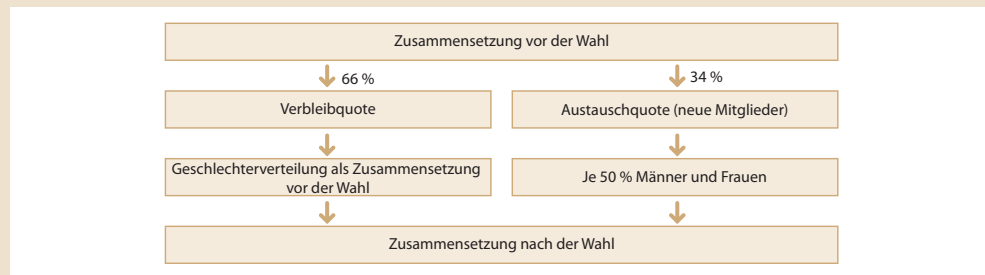 Zusammensetzung vor der Wahl
66 %
34 %
Verbleibquote
Austauschquote (neue Mitglieder)
Geschlechterverteilung als Zusammensetzung
vor der Wahl
Je 50 % Männer und Frauen
Zusammensetzung nach der Wahl